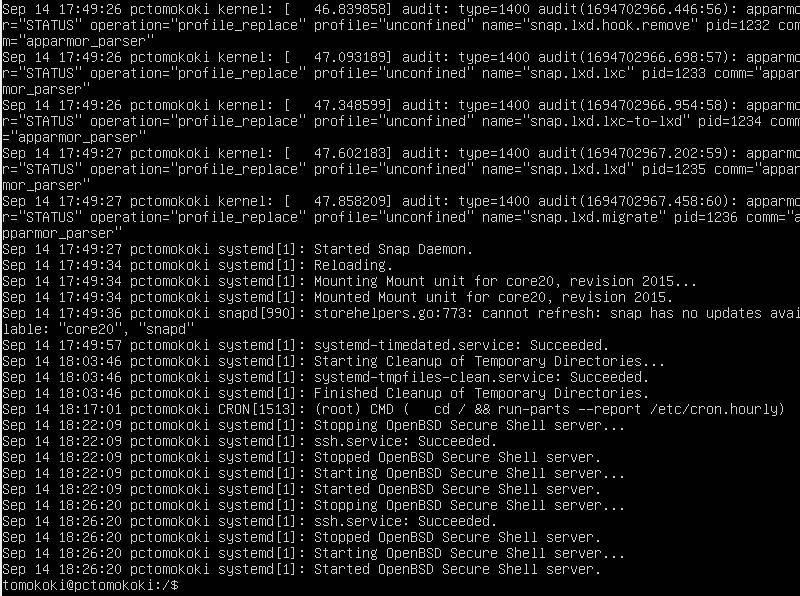 Sep 14 17:49:26 pctomokoki kernel: [   46.839858] audit: type=1400 audit(1694702966.446:56): apparmo
r="STATUS" operation="profile_replace" profile="unconfined" name="snap.lxd.hook.remove" pid=1232 com
m="apparmor_parser"
Sep 14 17:49:26 pctomokoki kernel: [   47.093189] audit: type=1400 audit(1694702966.698:57): apparmo
r="STATUS" operation="profile_replace" profile="unconfined" name="snap.lxd.lxc" pid=1233 comm="appar
mor_parser"
Sep 14 17:49:26 pctomokoki kernel: [   47.348599] audit: type=1400 audit(1694702966.954:58): apparmo
r="STATUS" operation="profile_replace" profile="unconfined" name="snap.lxd.lxc-to-lxd" pid=1234 comm
="apparmor_parser"
Sep 14 17:49:27 pctomokoki kernel: [   47.602183] audit: type=1400 audit(1694702967.202:59): apparmo
r="STATUS" operation="profile_replace" profile="unconfined" name="snap.lxd.lxd" pid=1235 comm="appar
mor_parser"
Sep 14 17:49:27 pctomokoki kernel: [   47.858209] audit: type=1400 audit(1694702967.458:60): apparmo
r="STATUS" operation="profile_replace" profile="unconfined" name="snap.lxd.migrate" pid=1236 comm="a
pparmor_parser"
Sep 14 17:49:27 pctomokoki systemd[1]: Started Snap Daemon.
Sep 14 17:49:34 pctomokoki systemd[1]: Reloading.
Sep 14 17:49:34 pctomokoki systemd[1]: Mounting Mount unit for core20, revision 2015...
Sep 14 17:49:34 pctomokoki systemd[1]: Mounted Mount unit for core20, revision 2015.
Sep 14 17:49:36 pctomokoki snapd[990]: storehelpers.go:773: cannot refresh: snap has no updates avai
lable: "core20", "snapd"
Sep 14 17:49:57 pctomokoki systemd[1]: systemd-timedated.service: Succeeded.
Sep 14 18:03:46 pctomokoki systemd[1]: Starting Cleanup of Temporary Directories...
Sep 14 18:03:46 pctomokoki systemd[1]: systemd-tmpfiles-clean.service: Succeeded.
Sep 14 18:03:46 pctomokoki systemd[1]: Finished Cleanup of Temporary Directories.
Sep 14 18:17:01 pctomokoki CRON[1513]: (root) CMD (   cd / && run-parts --report /etc/cron.hourly)
Sep 14 18:22:09 pctomokoki systemd[1]: Stopping OpenBSD Secure Shell server...
Sep 14 18:22:09 pctomokoki systemd[1]: ssh.service: Succeeded.
Sep 14 18:22:09 pctomokoki systemd[1]: Stopped OpenBSD Secure Shell server.
Sep 14 18:22:09 pctomokoki systemd[1]: Starting OpenBSD Secure Shell server...
Sep 14 18:22:09 pctomokoki systemd[1]: Started OpenBSD Secure Shell server.
Sep 14 18:26:20 pctomokoki systemd[1]: Stopping OpenBSD Secure Shell server...
Sep 14 18:26:20 pctomokoki systemd[1]: ssh.service: Succeeded.
Sep 14 18:26:20 pctomokoki systemd[1]: Stopped OpenBSD Secure Shell server.
Sep 14 18:26:20 pctomokoki systemd[1]: Starting OpenBSD Secure Shell server...
Sep 14 18:26:20 pctomokoki systemd[1]: Started OpenBSD Secure Shell server.
tomokoki@pctomokoki:/$